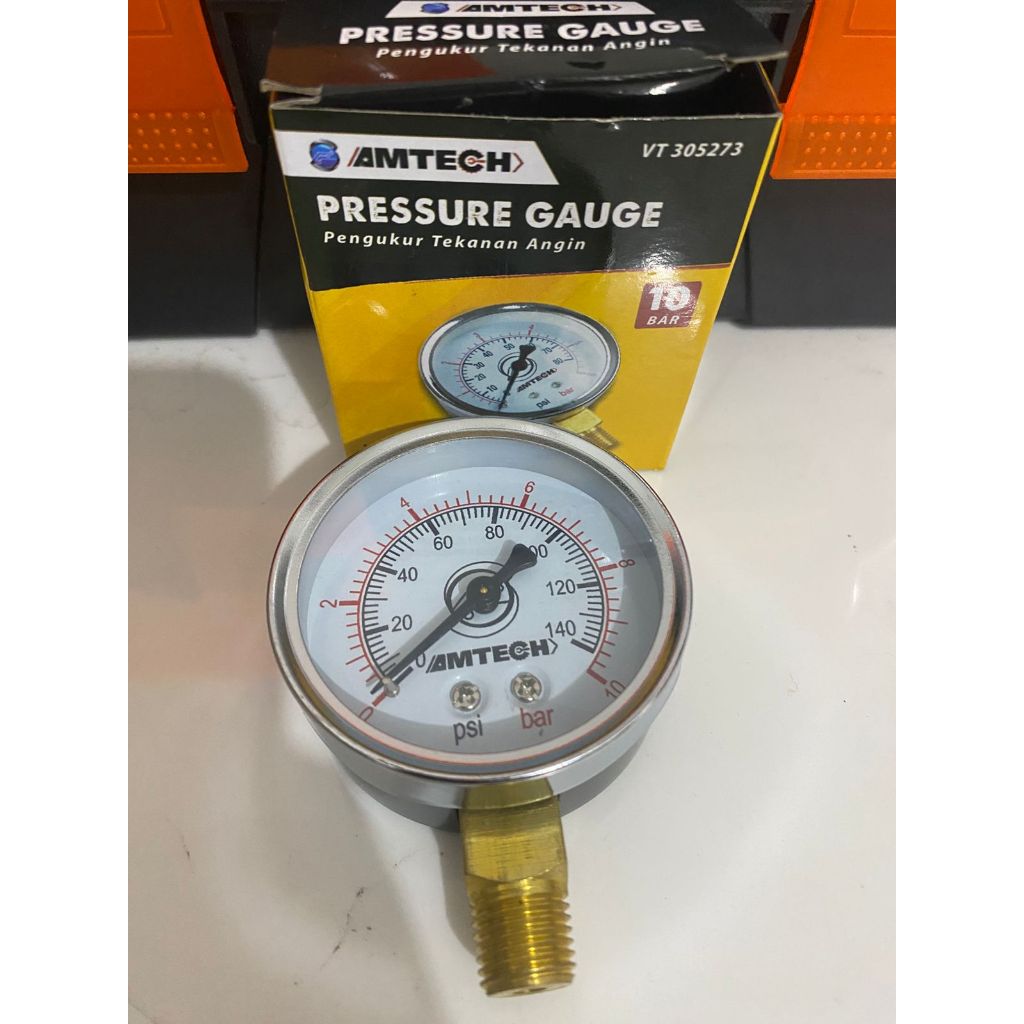 AMTECH
PRESSURE GAUGE
Pengukur Tekanan Angin
AMTECH
VT 305273
PRESSURE GAUGE
Pengukur Tekanan Angin
10
BAR
AMTECH
psi bar
0 2 4 6 8 10
0 20 40 60 80 100 120 140
AMTECH
psi bar